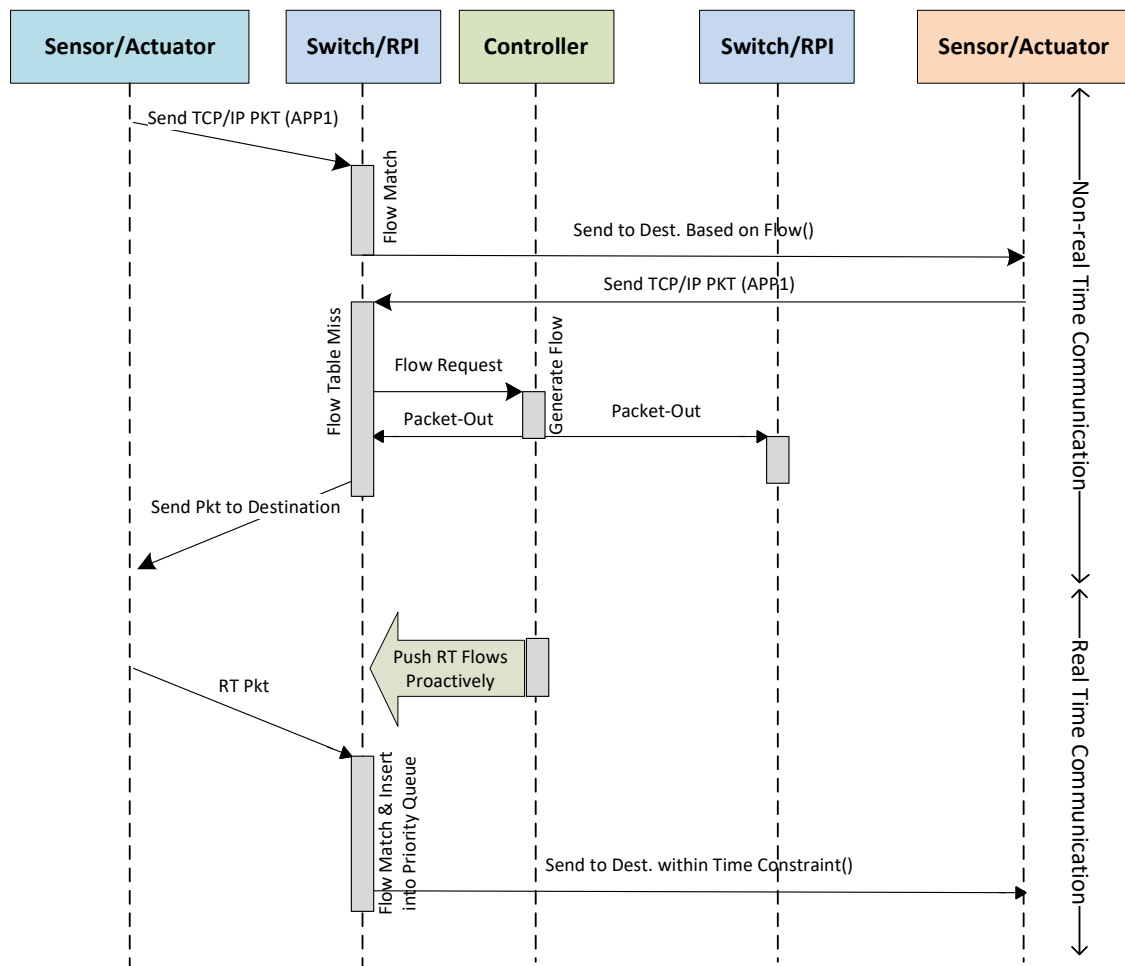 Sensor/Actuator
Switch/RPI
Controller
Switch/RPI
Sensor/Actuator
Send TCP/IP PKT (APP1)
Flow Match
Send to Dest. Based on Flow()
Send TCP/IP PKT (APP1)
Flow Table Miss
Flow Request
Generate Flow
Packet-Out
Packet-Out
Send Pkt to Destination
Non-real Time Communication
Push RT Flows
Proactively
RT Pkt
Flow Match & Insert
into Priority Queue
Send to Dest. within Time Constraint()
Real Time Communication